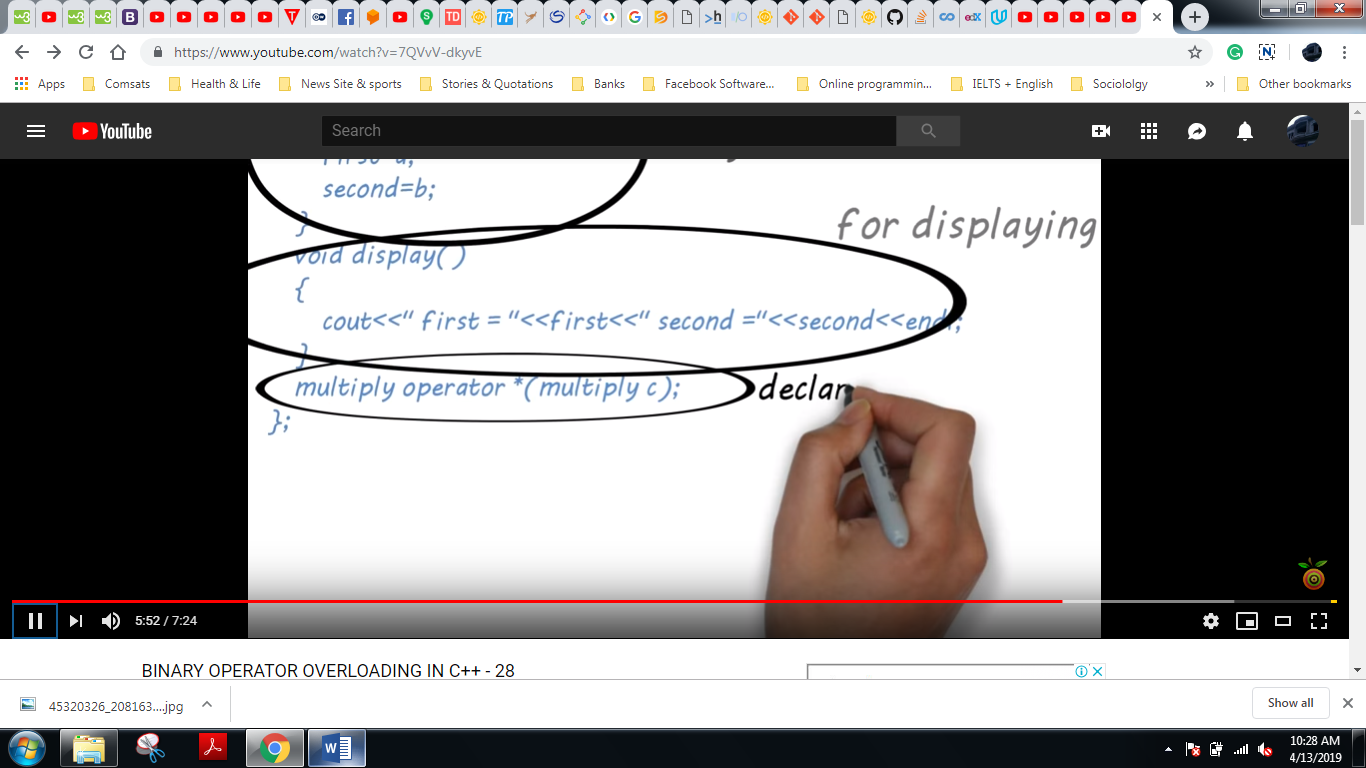 https://www.youtube.com/watch?v=7QVvV-dkyvE
Apps Comsats Health & Life News Site & sports Stories & Quotations Banks Facebook Software... Online programmin... IELTS + English Sociololgy » Other bookmarks
YouTube Search
second=b;
}
for displaying
void display( )
{
cout<<" first = "<<first<<" second ="<<second<<endl;
}
multiply operator *( multiply c); declar
};
5:52 / 7:24
BINARY OPERATOR OVERLOADING IN C++ - 28
45320326_208163....jpg Show all
10:28 AM
4/13/2019